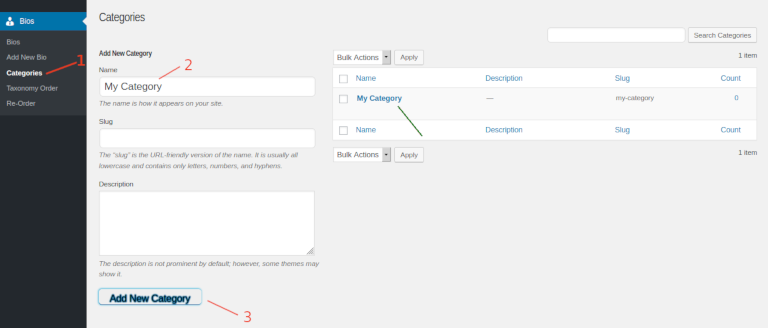 Bios
Bios
Add New Bio
Categories
Taxonomy Order
Re-Order
1
Categories
Add New Category
Name
2
My Category
The name is how it appears on your site.
Slug
The "slug" is the URL-friendly version of the name. It is usually all
lowercase and contains only letters, numbers, and hyphens.
Description
The description is not prominent by default; however, some themes may
show it.
Add New Category
3
Search Categories
Bulk Actions Apply 1 item
Name Description Slug Count
My Category — my-category 0
Name Description Slug Count
Bulk Actions Apply 1 item